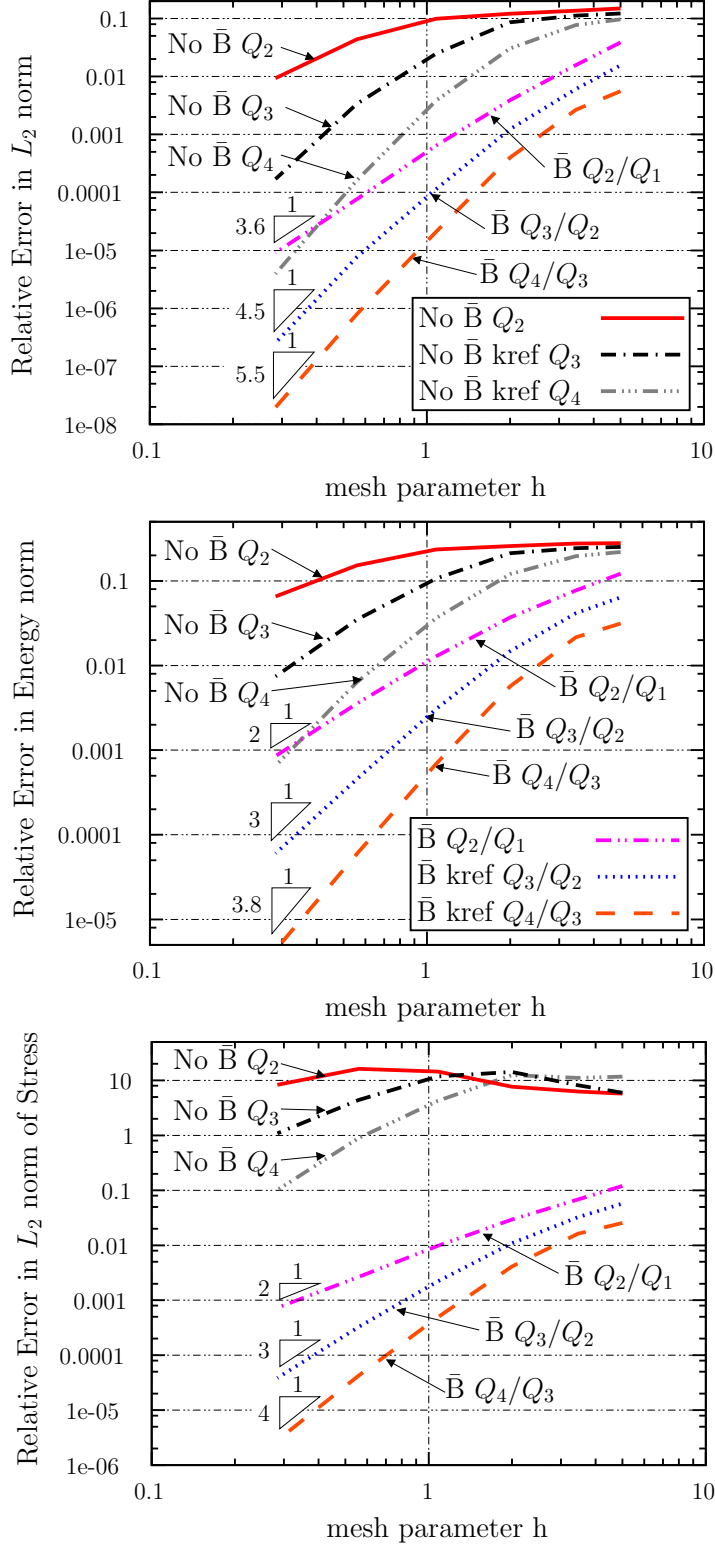 Relative Error in L₂ norm
0.1
0.01
0.001
0.0001
1e-05
1e-06
1e-07
1e-08
No B̄ Q₂
No B̄ Q₃
No B̄ Q₄
B̄ Q₂/Q₁
B̄ Q₃/Q₂
B̄ Q₄/Q₃
1
3.6
1
4.5
1
5.5
No B̄ Q₂
No B̄ kref Q₃
No B̄ kref Q₄
0.1
1
10
mesh parameter h
Relative Error in Energy norm
0.1
0.01
0.001
0.0001
1e-05
No B̄ Q₂
No B̄ Q₃
No B̄ Q₄
B̄ Q₂/Q₁
B̄ Q₃/Q₂
B̄ Q₄/Q₃
1
2
1
3
1
3.8
B̄ Q₂/Q₁
B̄ kref Q₃/Q₂
B̄ kref Q₄/Q₃
0.1
1
10
mesh parameter h
Relative Error in L₂ norm of Stress
10
1
0.1
0.01
0.001
0.0001
1e-05
1e-06
No B̄ Q₂
No B̄ Q₃
No B̄ Q₄
B̄ Q₂/Q₁
B̄ Q₃/Q₂
B̄ Q₄/Q₃
1
2
1
3
1
4
0.1
1
10
mesh parameter h